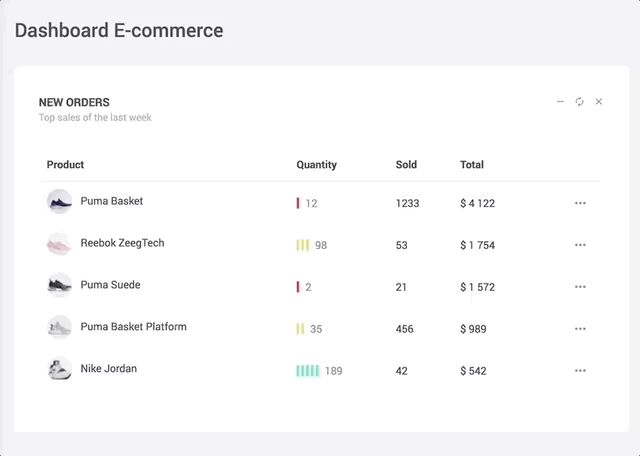 Dashboard E-commerce
NEW ORDERS
Top sales of the last week
Product Quantity Sold Total
Puma Basket 12 1233 $ 4 122
Reebok ZeegTech 98 53 $ 1 754
Puma Suede 2 21 $ 1 572
Puma Basket Platform 35 456 $ 989
Nike Jordan 189 42 $ 542